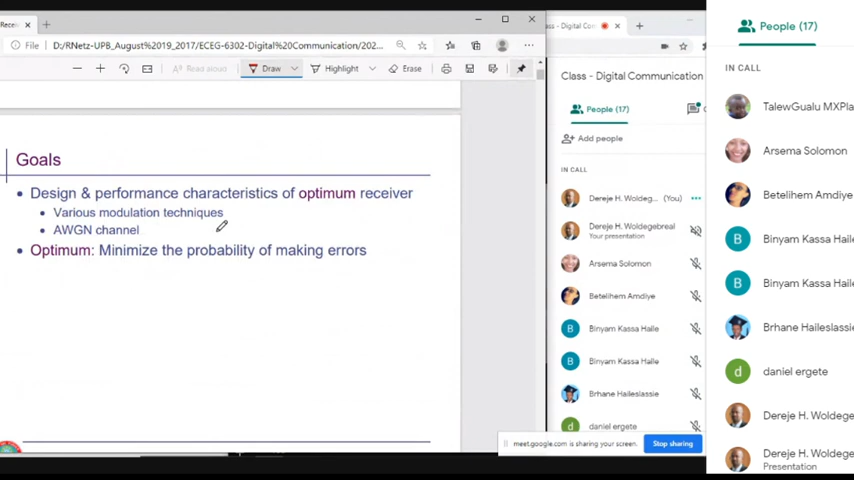 Recei
File
D:/RNetz-UPB_August%2019_2017/ECEG-6302-Digital%20Communication/202...
Read aloud
Draw
Highlight
Erase
Goals
• Design & performance characteristics of optimum receiver
• Various modulation techniques
• AWGN channel
• Optimum: Minimize the probability of making errors
ass - Digital Com
Class - Digital Communication
People (17)
Add people
IN CALL
Dereje H. Woldeg... (You)
Dereje H. Woldegebreal
Your presentation
Arsema Solomon
Betelihem Amdiye
Binyam Kassa Haile
Binyam Kassa Haile
Brhane Haileslassie
daniel ergete
meet.google.com is sharing your screen.
Stop sharing
People (17)
IN CALL
TalewGualu MXPla
Arsema Solomon
Betelihem Amdiye
B
Binyam Kassa Haile
B
Binyam Kassa Haile
Brhane Haileslassie
d
daniel ergete
Dereje H. Woldege
Dereje H. Woldege
Presentation